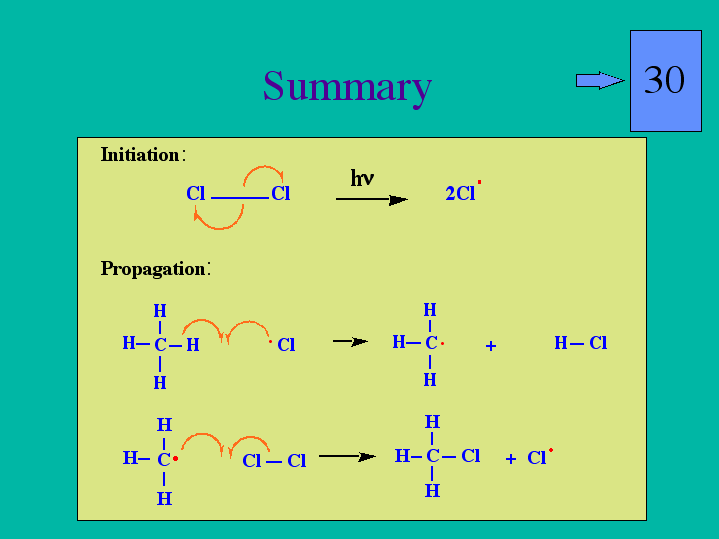 Summary
30
Initiation:
Cl Cl hν 2Cl•
Propagation:
H H
H C H •Cl H C• + H Cl
H H
H H
H C• Cl Cl H C Cl + Cl•
H H